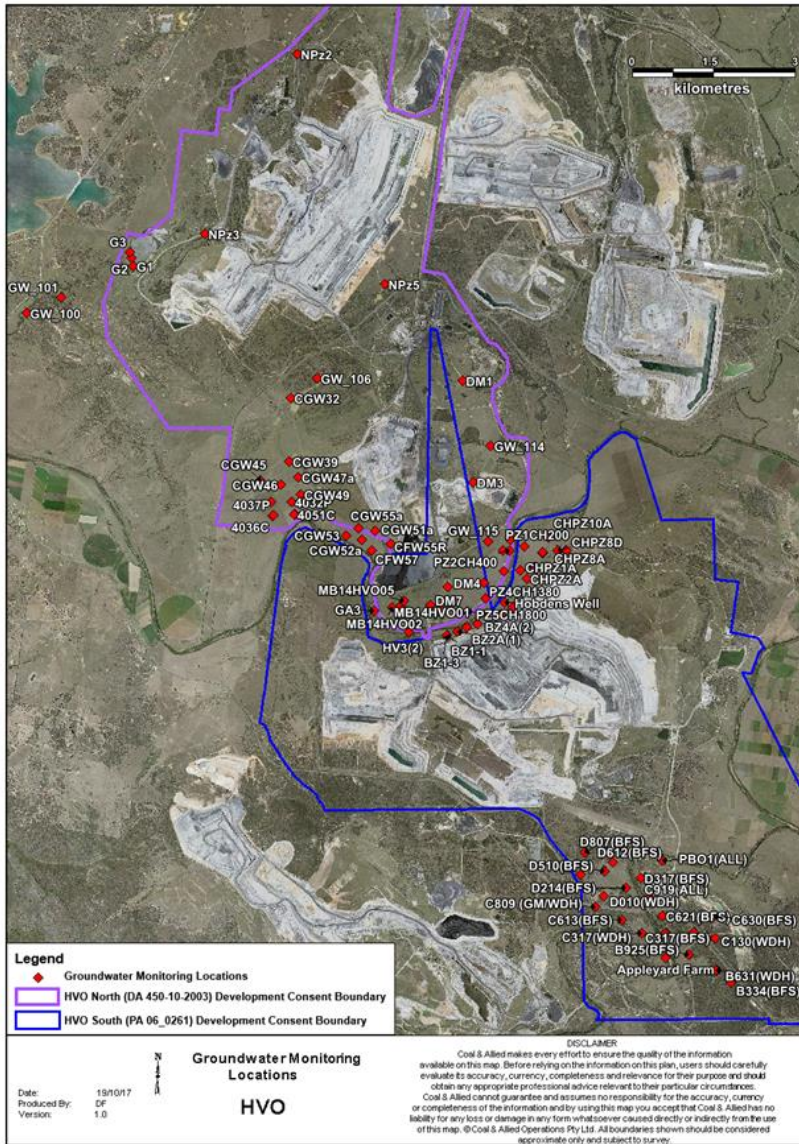 NPz2
0 1.5 3
kilometres
NPz3
G3
G2
G1
NPz5
GW_101
GW_100
GW_106
CGW32
DM1
GW_114
CGW39
CGW45
CGW47a
CGW46
CGW49
DM3
4037P
4032P
4051C
4036C
CGW55a
CGW51a
CGW53
CFW55R
CGW52a
CFW57
GW_115
PZ1CH200
CHPZ10A
CHPZ8D
CHPZ8A
PZ2CH400
CHPZ1A
CHPZ2A
MB14HVO05
DM4
PZ4CH1380
GA3
MB14HVO01
DM7
Hobdens Well
MB14HVO02
PZ5CH1800
BZ4A(2)
HV3(2)
BZ2A(1)
BZ1-1
BZ1-3
D807(BFS)
D612(BFS)
PBO1(ALL)
D510(BFS)
D317(BFS)
D214(BFS)
C919(ALL)
C809 (GM/WDH)
D010(WDH)
C613(BFS)
C621(BFS)
C630(BFS)
C317(WDH)
C317(BFS)
C130(WDH)
B925(BFS)
Appleyard Farm
B631(WDH)
B334(BFS)
Legend
Groundwater Monitoring Locations
HVO North (DA 450-10-2003) Development Consent Boundary
HVO South (PA 06_0261) Development Consent Boundary
Date: 19/10/17
Produced By: DF
Version: 1.0
N
Groundwater Monitoring
Locations
HVO
DISCLAIMER
Coal & Allied makes every effort to ensure the quality of the information
available on this map. Before relying on the information on this plan, users should carefully
evaluate its accuracy, currency, completeness and relevance for their purpose and should
obtain any appropriate professional advice relevant to their particular circumstances.
Coal & Allied cannot guarantee and assumes no responsibility for the accuracy, currency
or completeness of the information and by using this map you accept that Coal & Allied has no
liability for any loss or damage in any form whatsoever caused directly or indirectly from the use
of this map. ©Coal & Allied Operations Pty Ltd. All boundaries shown should be considered
approximate only and subject to survey.